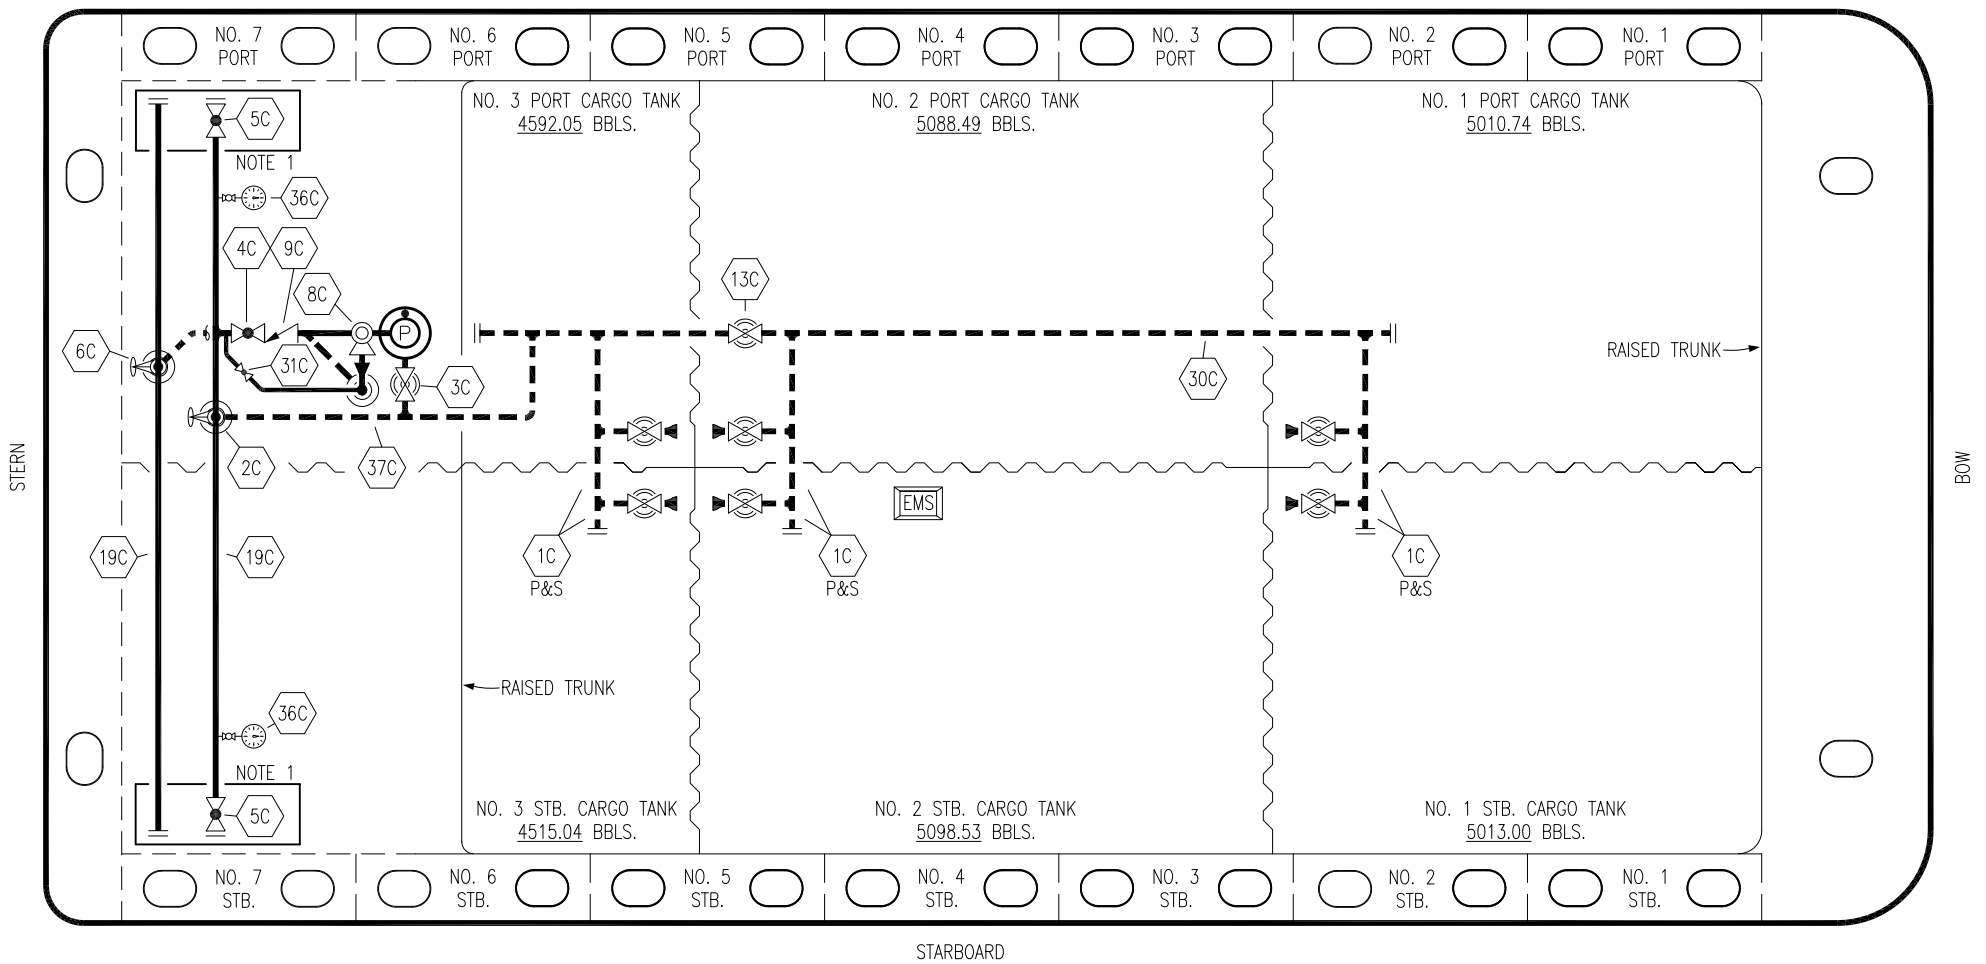 NO. 7
PORT
NO. 6
PORT
NO. 5
PORT
NO. 4
PORT
NO. 3
PORT
NO. 2
PORT
NO. 1
PORT
NO. 3 PORT CARGO TANK
4592.05 BBLS.
NO. 2 PORT CARGO TANK
5088.49 BBLS.
NO. 1 PORT CARGO TANK
5010.74 BBLS.
5C
NOTE 1
36C
4C
9C
8C
13C
P
6C
31C
3C
30C
RAISED TRUNK
STERN
2C
37C
BOW
EMS
19C
19C
1C
P&S
1C
P&S
1C
P&S
RAISED TRUNK
36C
NOTE 1
5C
NO. 3 STB. CARGO TANK
4515.04 BBLS.
NO. 2 STB. CARGO TANK
5098.53 BBLS.
NO. 1 STB. CARGO TANK
5013.00 BBLS.
NO. 7
STB.
NO. 6
STB.
NO. 5
STB.
NO. 4
STB.
NO. 3
STB.
NO. 2
STB.
NO. 1
STB.
STARBOARD